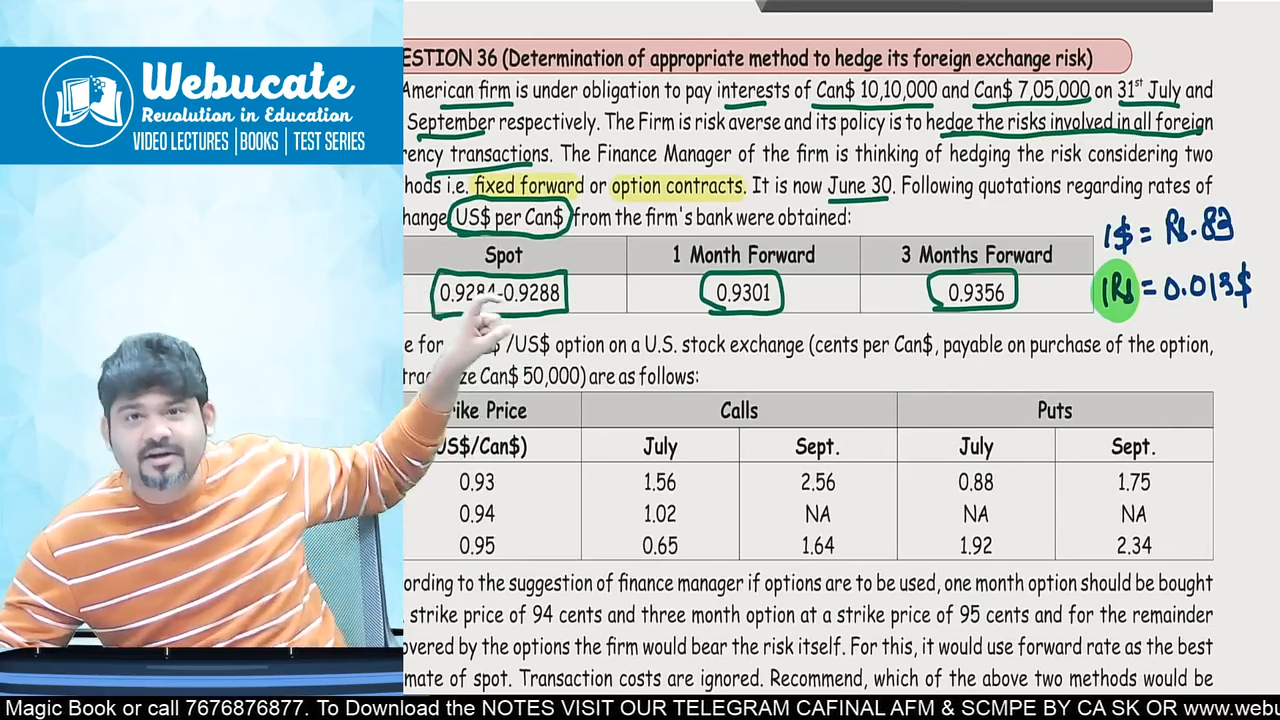 Webucate
Revolution in Education
VIDEO LECTURES | BOOKS | TEST SERIES
ESTION 36 (Determination of appropriate method to hedge its foreign exchange risk)
American firm is under obligation to pay interests of Can$ 10,10,000 and Can$ 7,05,000 on 31st July and
September respectively. The Firm is risk averse and its policy is to hedge the risks involved in all foreign
rency transactions. The Finance Manager of the firm is thinking of hedging the risk considering two
hods i.e. fixed forward or option contracts. It is now June 30. Following quotations regarding rates of
hange US$ per Can$ from the firm's bank were obtained:
1$ = Rs.83
Spot 1 Month Forward 3 Months Forward
0.9284-0.9288 0.9301 0.9356
1Rs = 0.013$
e for /US$ option on a U.S. stock exchange (cents per Can$, payable on purchase of the option,
ze Can$ 50,000) are as follows:
rike Price Calls Puts
US$/Can$) July Sept. July Sept.
0.93 1.56 2.56 0.88 1.75
0.94 1.02 NA NA NA
0.95 0.65 1.64 1.92 2.34
ording to the suggestion of finance manager if options are to be used, one month option should be bought
strike price of 94 cents and three month option at a strike price of 95 cents and for the remainder
overed by the options the firm would bear the risk itself. For this, it would use forward rate as the best
mate of spot. Transaction costs are ignored. Recommend, which of the above two methods would be
Magic Book or call 7676876877. To Download the NOTES VISIT OUR TELEGRAM CAFINAL AFM & SCMPE BY CA SK OR www.webu